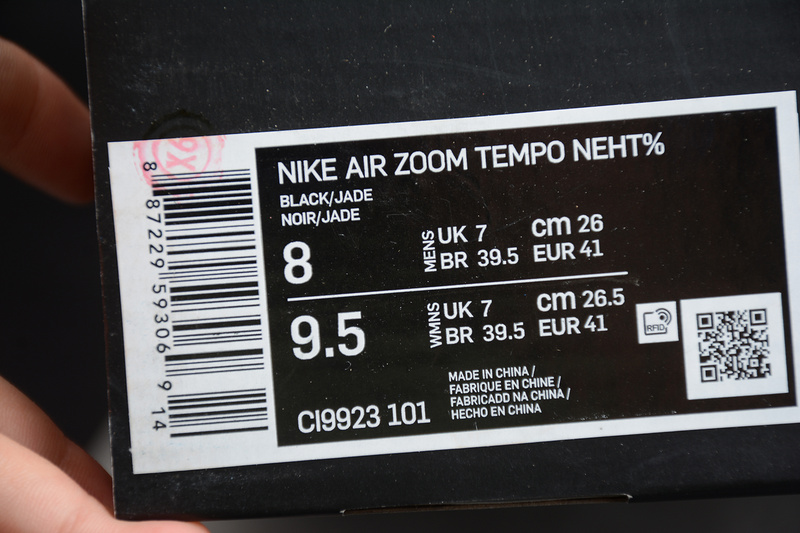 NIKE AIR ZOOM TEMPO NEHT%
BLACK/JADE
NOIR/JADE
8
MENS
UK 7
cm 26
BR 39.5
EUR 41
9.5
WMNS
UK 7
cm 26.5
BR 39.5
EUR 41
RFID
CI9923 101
MADE IN CHINA /
FABRIQUE EN CHINE /
FABRICADD NA CHINA /
HECHO EN CHINA
8 87229 59306 9 14